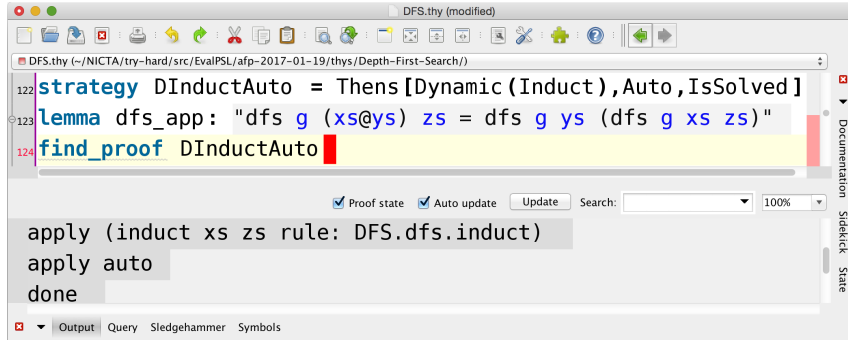 DFS.thy (modified)
DFS.thy (~/NICTA/try-hard/src/EvalPSL/afp-2017-01-19/thys/Depth-First-Search/)
122 strategy DInductAuto = Thens[Dynamic(Induct),Auto,IsSolved]
123 lemma dfs_app: "dfs g (xs@ys) zs = dfs g ys (dfs g xs zs)"
124 find_proof DInductAuto
Proof state Auto update Update Search: 100%
apply (induct xs zs rule: DFS.dfs.induct)
apply auto
done
Output Query Sledgehammer Symbols
Documentation
Sidekick
State